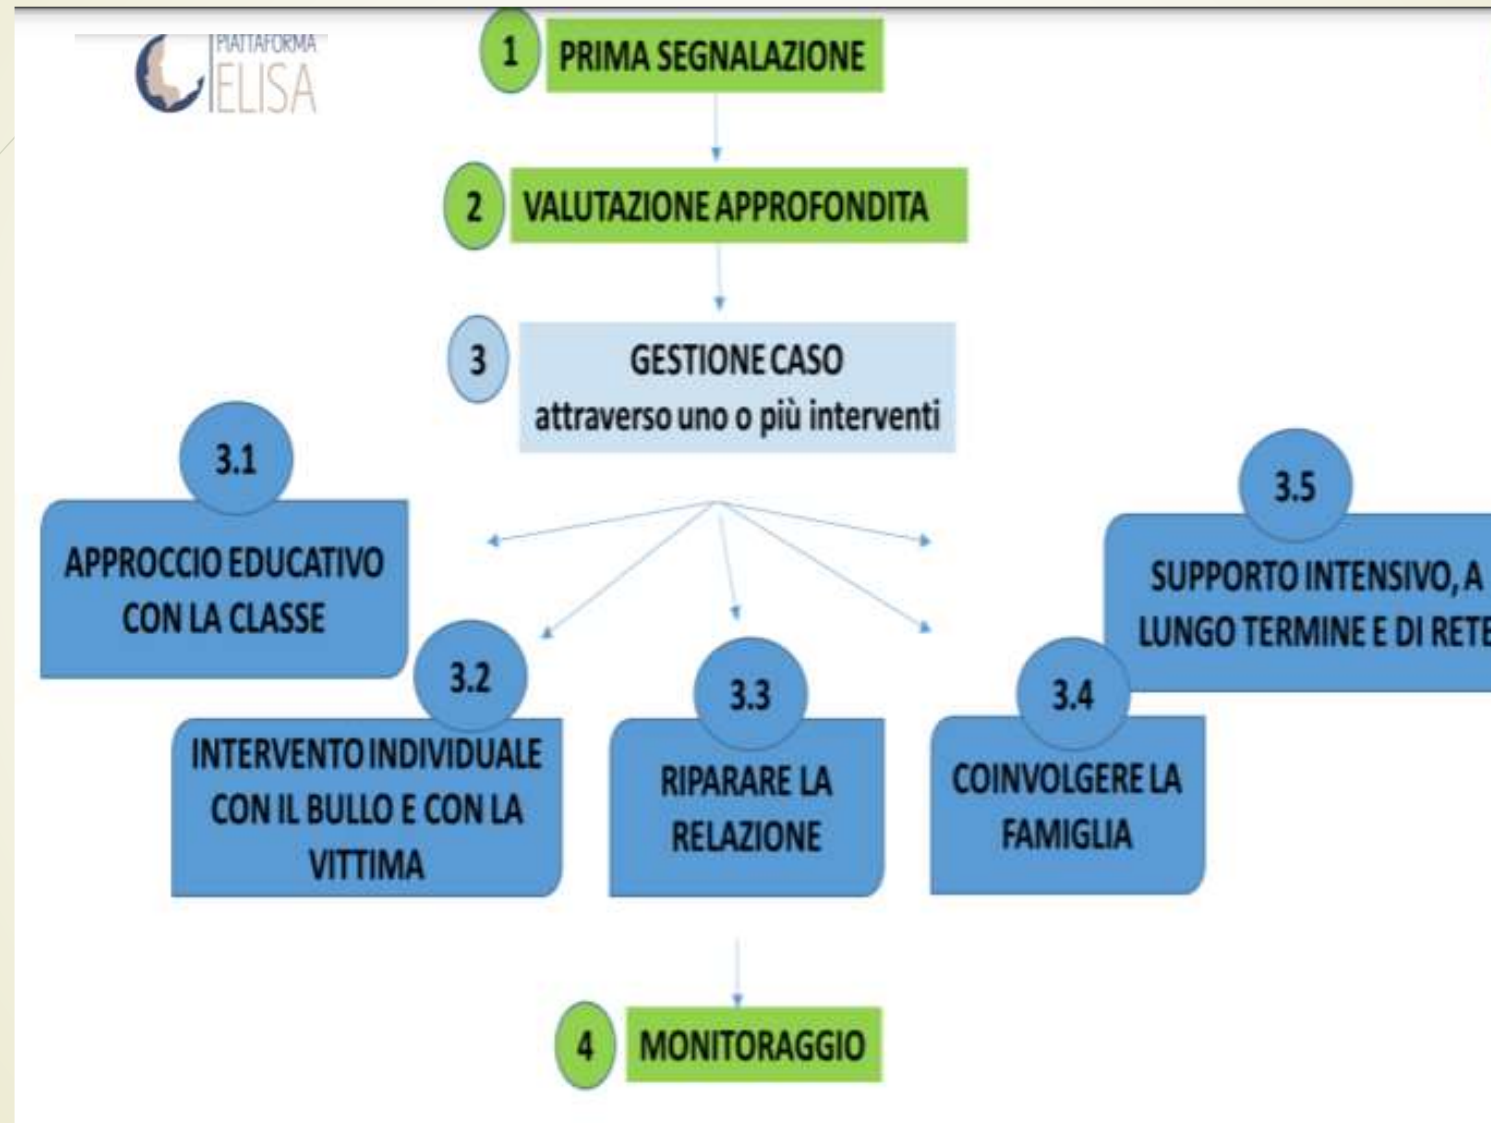 PIATTAFORMA
ELISA
1
PRIMA SEGNALAZIONE
2
VALUTAZIONE APPROFONDITA
3
GESTIONE CASO
attraverso uno o più interventi
3.1
APPROCCIO EDUCATIVO
CON LA CLASSE
3.2
INTERVENTO INDIVIDUALE
CON IL BULLO E CON LA
VITTIMA
3.3
RIPARARE LA
RELAZIONE
3.4
COINVOLGERE LA
FAMIGLIA
3.5
SUPPORTO INTENSIVO, A
LUNGO TERMINE E DI RETE
4
MONITORAGGIO